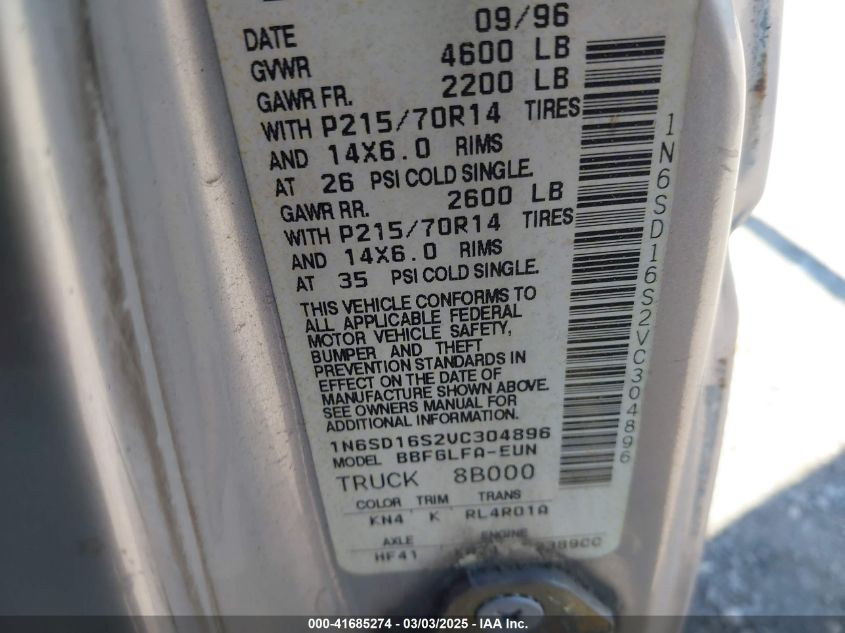 DATE 09/96
GVWR 4600 LB
GAWR FR. 2200 LB
WITH P215/70R14 TIRES
AND 14X6.0 RIMS
AT 26 PSI COLD SINGLE.
GAWR RR. 2600 LB
WITH P215/70R14 TIRES
AND 14X6.0 RIMS
AT 35 PSI COLD SINGLE.
THIS VEHICLE CONFORMS TO
ALL APPLICABLE FEDERAL
MOTOR VEHICLE SAFETY,
BUMPER AND THEFT
PREVENTION STANDARDS IN
EFFECT ON THE DATE OF
MANUFACTURE SHOWN ABOVE.
SEE OWNERS MANUAL FOR
ADDITIONAL INFORMATION.
1N6SD16S2VC304896
MODEL BBFGLFA-EUN
TRUCK 8B000
COLOR TRIM TRANS
KN4 K RL4R01A
AXLE ENGINE
HF41 389CC
1N6SD16S2VC304896
000-41685274 | 03/03/2025 - IAA Inc.